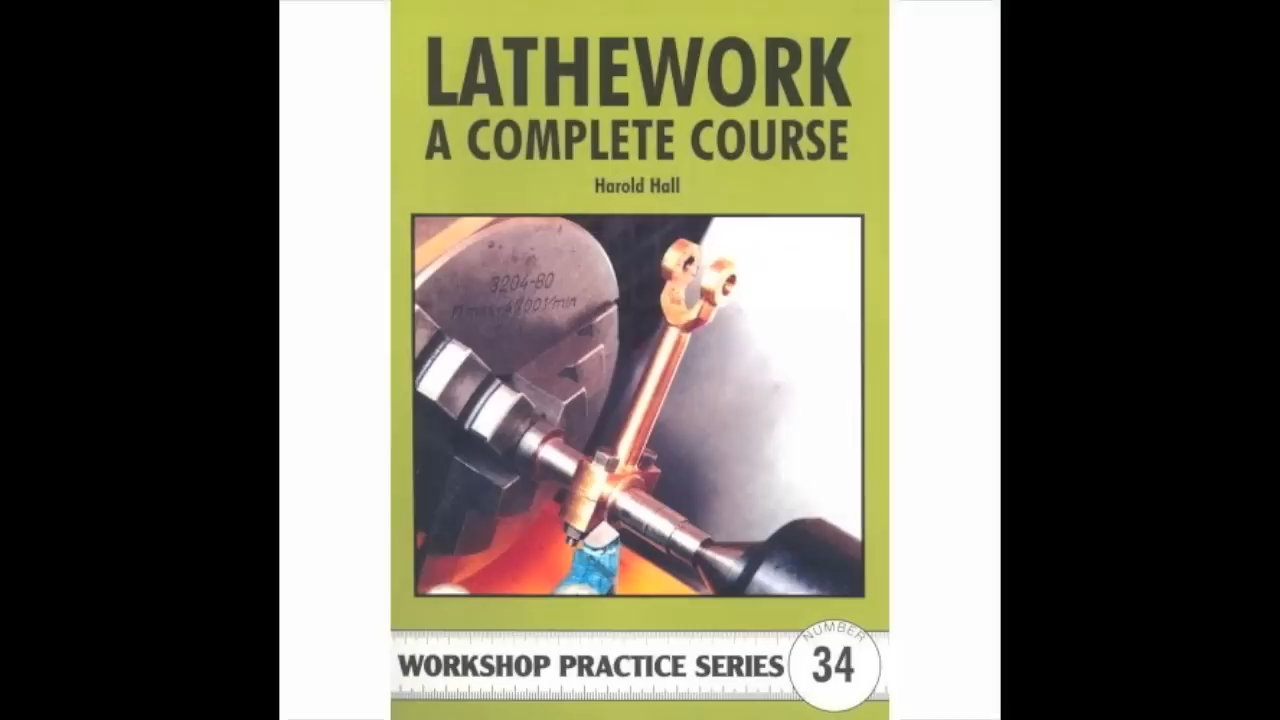 LATHEWORK
A COMPLETE COURSE
Harold Hall
3204-80
WORKSHOP PRACTICE SERIES
NUMBER
34